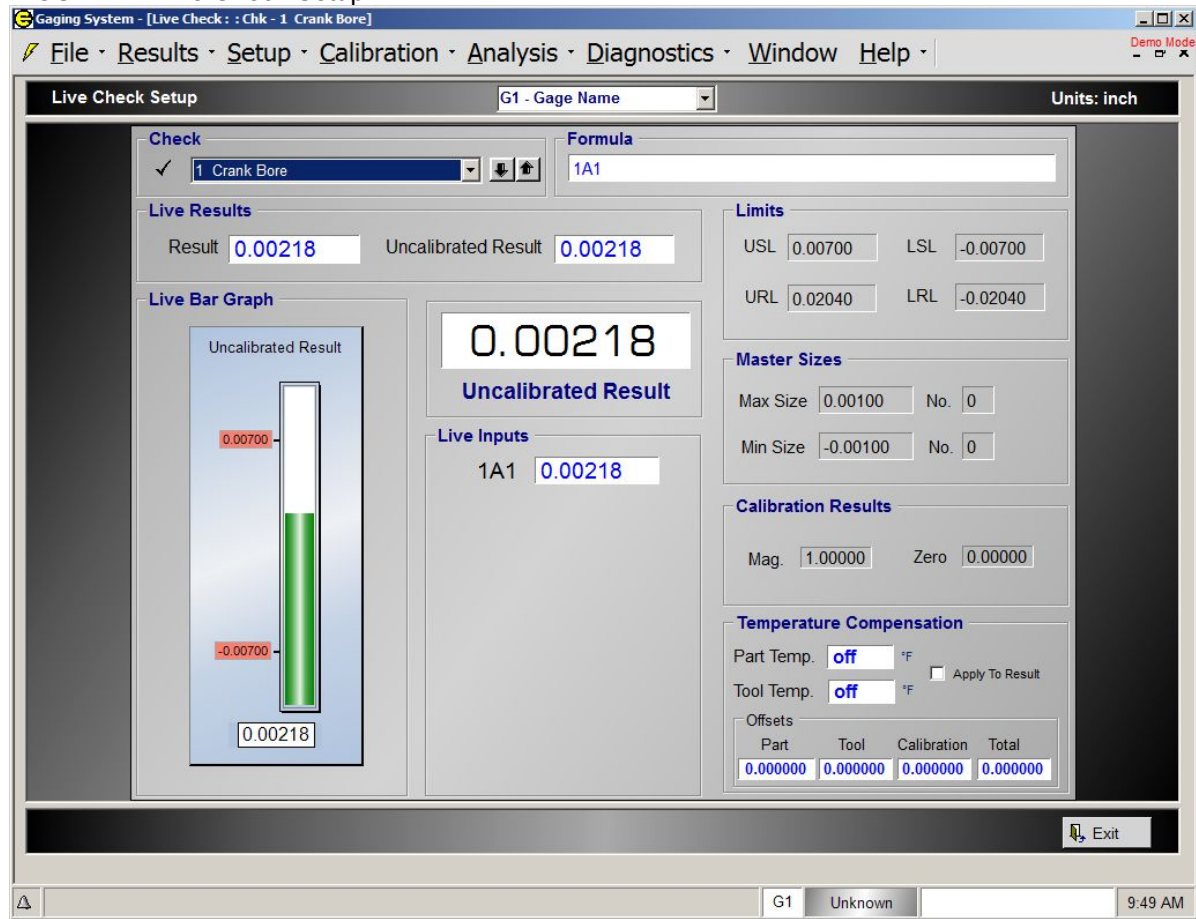 Gaging System - [Live Check : : Chk - 1 Crank Bore]
File Results Setup Calibration Analysis Diagnostics Window Help
Demo Mode
Live Check Setup G1 - Gage Name Units: inch
Check
1 Crank Bore
Formula
1A1
Live Results
Result 0.00218 Uncalibrated Result 0.00218
Limits
USL 0.00700 LSL -0.00700
URL 0.02040 LRL -0.02040
Live Bar Graph
Uncalibrated Result
0.00700
-0.00700
0.00218
0.00218
Uncalibrated Result
Live Inputs
1A1 0.00218
Master Sizes
Max Size 0.00100 No. 0
Min Size -0.00100 No. 0
Calibration Results
Mag. 1.00000 Zero 0.00000
Temperature Compensation
Part Temp. off °F
Tool Temp. off °F
Apply To Result
Offsets
Part Tool Calibration Total
0.000000 0.000000 0.000000 0.000000
Exit
G1 Unknown 9:49 AM